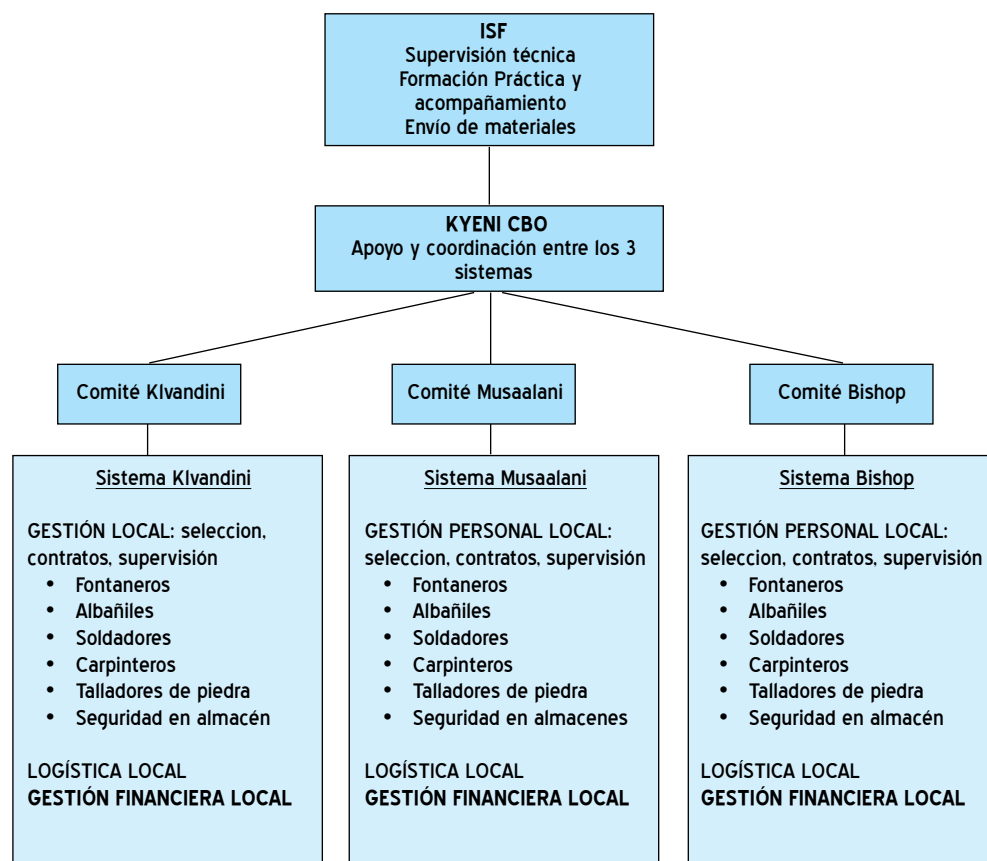 ISF
Supervisión técnica
Formación Práctica y
acompañamiento
Envío de materiales
KYENI CBO
Apoyo y coordinación entre los 3
sistemas
Comité KIvandini
Comité Musaalani
Comité Bishop
Sistema KIvandini
GESTIÓN LOCAL: seleccion,
contratos, supervisión
• Fontaneros
• Albañiles
• Soldadores
• Carpinteros
• Talladores de piedra
• Seguridad en almacén
LOGÍSTICA LOCAL
GESTIÓN FINANCIERA LOCAL
Sistema Musaalani
GESTIÓN PERSONAL LOCAL:
seleccion, contratos, supervisión
• Fontaneros
• Albañiles
• Soldadores
• Carpinteros
• Talladores de piedra
• Seguridad en almacenes
LOGÍSTICA LOCAL
GESTIÓN FINANCIERA LOCAL
Sistema Bishop
GESTIÓN PERSONAL LOCAL:
seleccion, contratos, supervisión
• Fontaneros
• Albañiles
• Soldadores
• Carpinteros
• Talladores de piedra
• Seguridad en almacén
LOGÍSTICA LOCAL
GESTIÓN FINANCIERA LOCAL